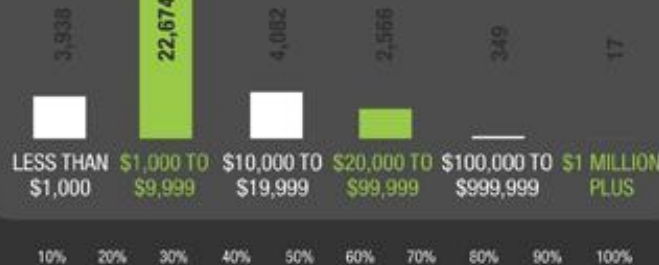 3,938 22,674 4,082 2,566 349 17
LESS THAN $1,000 TO $10,000 TO $20,000 TO $100,000 TO $1 MILLION
$1,000 $9,999 $19,999 $99,999 $999,999 PLUS
10% 20% 30% 40% 50% 60% 70% 80% 90% 100%